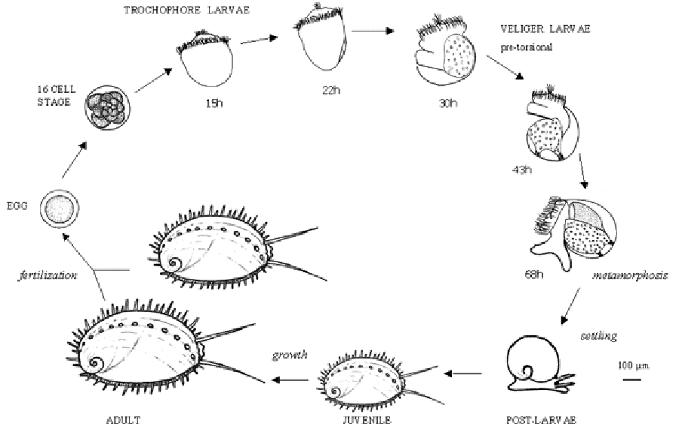 TROCHOPHORE LARVAE
VELIGER LARVAE
pre-torsional
16 CELL
STAGE
15h
22h
30h
43h
EGG
68h
metamorphosis
fertilization
settling
growth
100 μm
ADULT
JUVENILE
POST-LARVAE